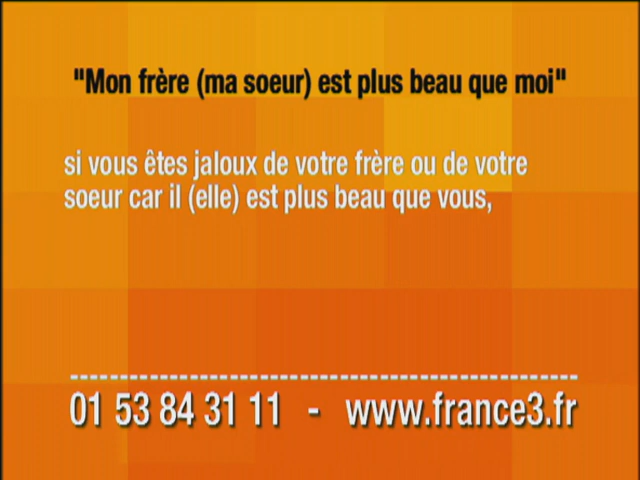 "Mon frère (ma soeur) est plus beau que moi"
si vous êtes jaloux de votre frère ou de votre
soeur car il (elle) est plus beau que vous,
01 53 84 31 11 - www.france3.fr